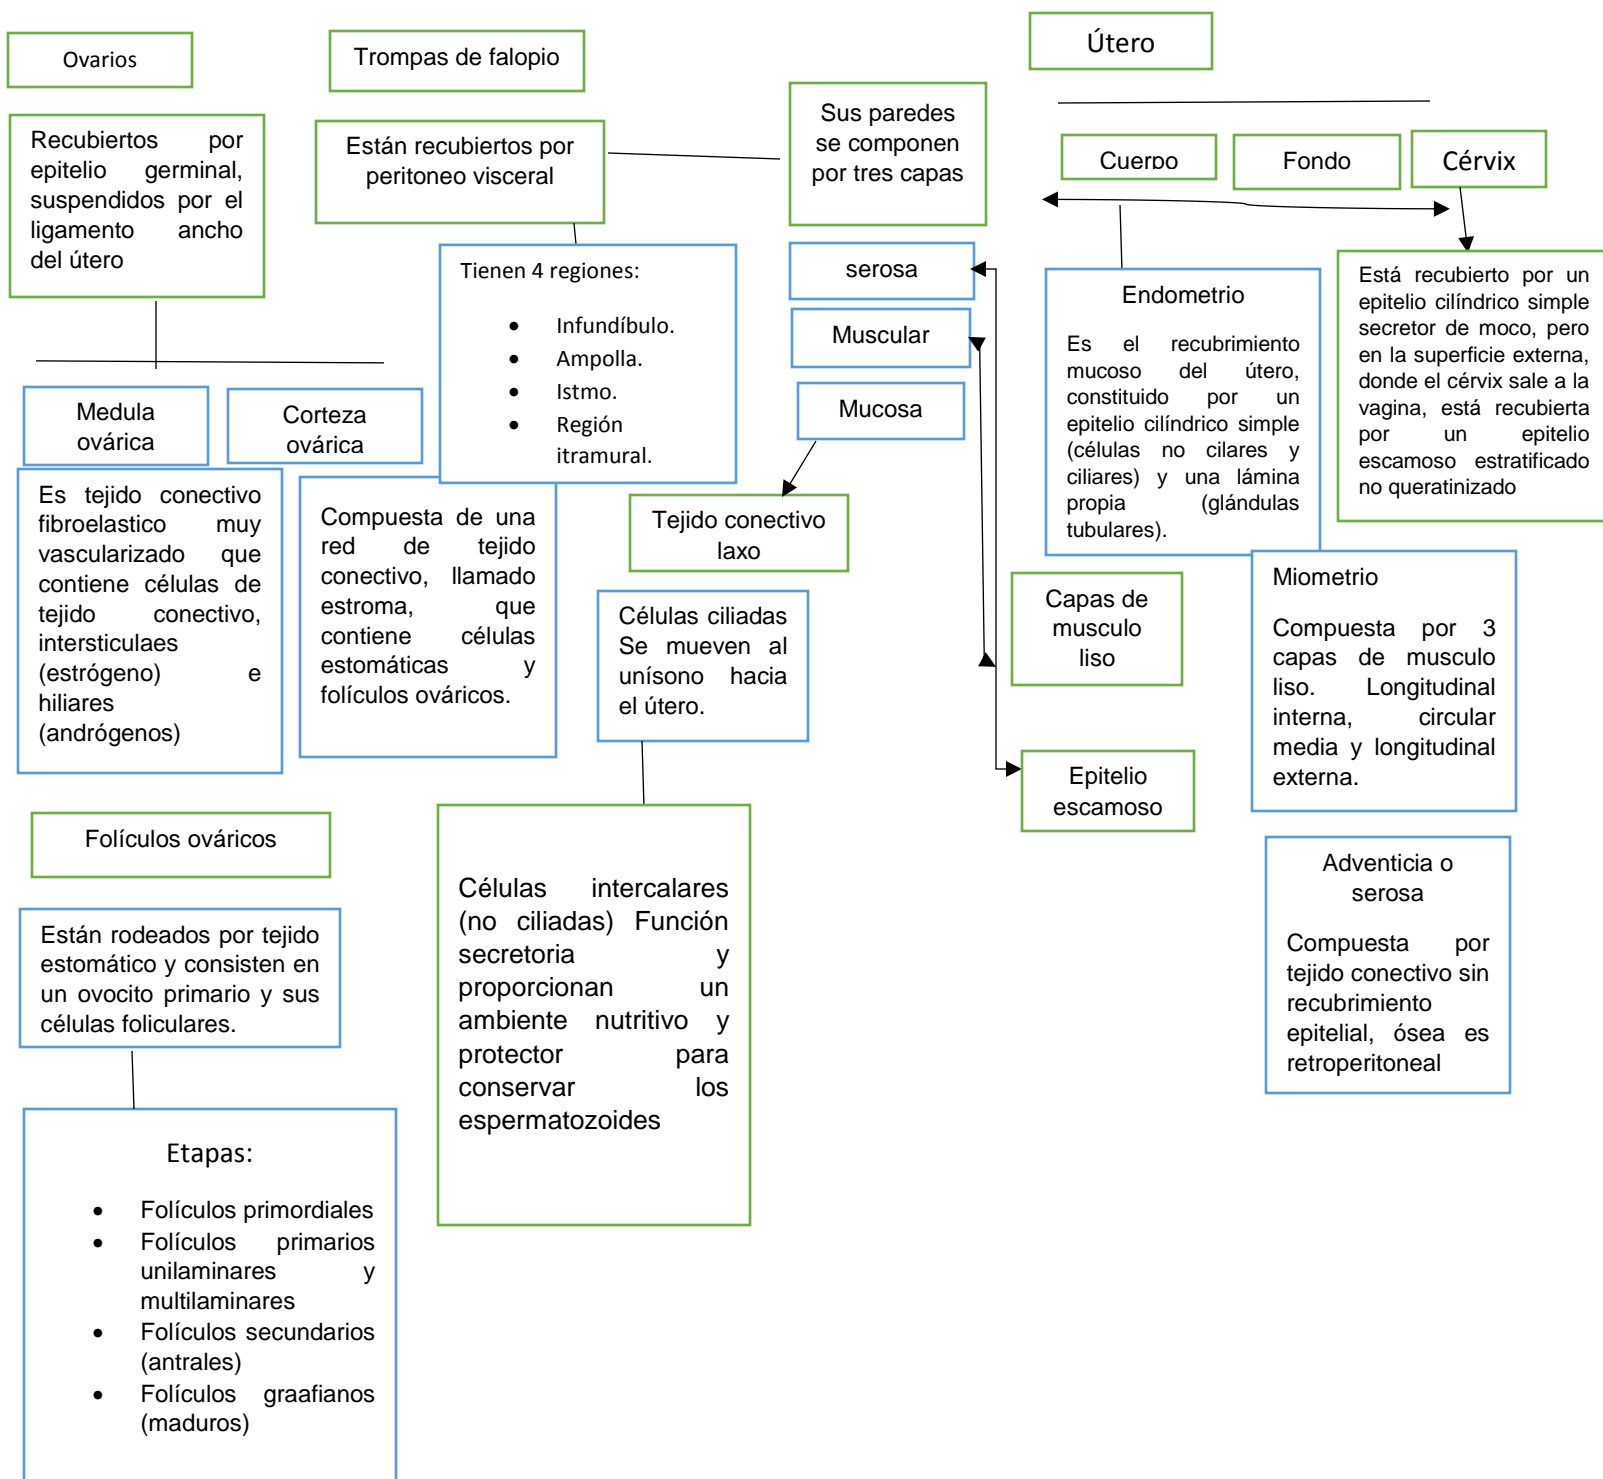 Ovarios
Recubiertos por
epitelio germinal,
suspendidos por el
ligamento ancho
del útero
Medula
ovárica
Corteza
ovárica
Es tejido conectivo
fibroelastico muy
vascularizado que
contiene células de
tejido conectivo,
intersticulaes
(estrógeno) e
hiliares
(andrógenos)
Compuesta de una
red de tejido
conectivo, llamado
estroma, que
contiene células
estomáticas y
folículos ováricos.
Folículos ováricos
Están rodeados por tejido
estomático y consisten en
un ovocito primario y sus
células foliculares.
Etapas:
• Folículos primordiales
• Folículos primarios
unilaminares y
multilaminares
• Folículos secundarios
(antrales)
• Folículos graafianos
(maduros)
Trompas de falopio
Están recubiertos por
peritoneo visceral
Tienen 4 regiones:
• Infundíbulo.
• Ampolla.
• Istmo.
• Región
itramural.
Sus paredes
se componen
por tres capas
serosa
Muscular
Mucosa
Tejido conectivo
laxo
Células ciliadas
Se mueven al
unísono hacia
el útero.
Células intercalares
(no ciliadas) Función
secretoria y
proporcionan un
ambiente nutritivo y
protector para
conservar los
espermatozoides
Capas de
musculo
liso
Epitelio
escamoso
Útero
Cuerpo
Fondo
Cérvix
Endometrio
Es el recubrimiento
mucoso del útero,
constituido por un
epitelio cilíndrico simple
(células no cilares y
ciliares) y una lámina
propia (glándulas
tubulares).
Está recubierto por un
epitelio cilíndrico simple
secretor de moco, pero
en la superficie externa,
donde el cérvix sale a la
vagina, está recubierta
por un epitelio
escamoso estratificado
no queratinizado
Miometrio
Compuesta por 3
capas de musculo
liso. Longitudinal
interna, circular
media y longitudinal
externa.
Adventicia o
serosa
Compuesta por
tejido conectivo sin
recubrimiento
epitelial, ósea es
retroperitoneal